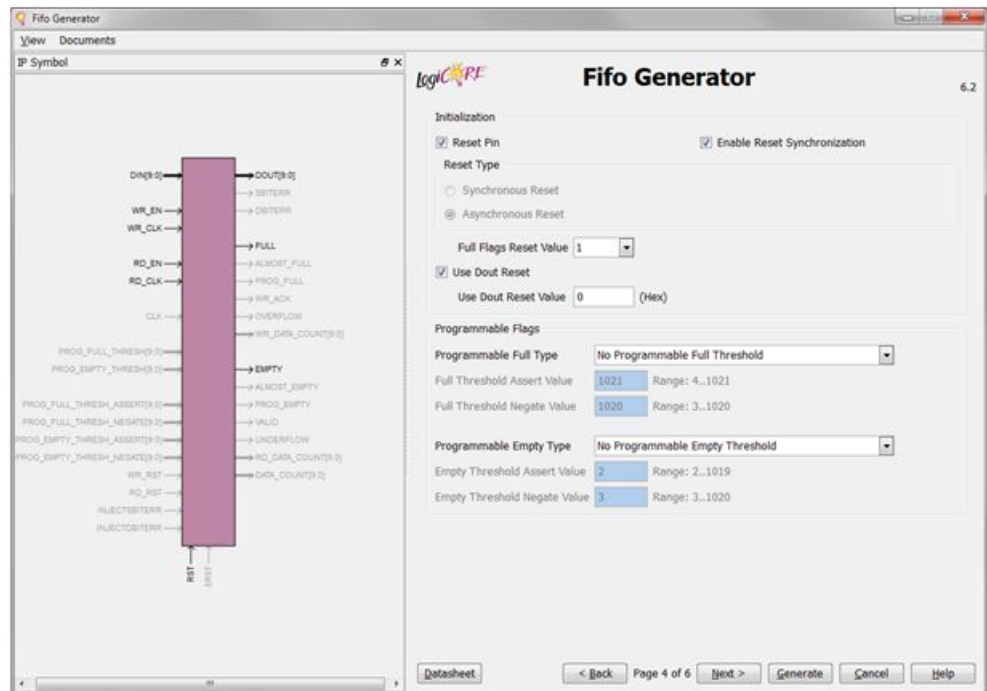 Fifo Generator
View Documents
IP Symbol
DIN[9:0]
WR_EN
WR_CLK
RD_EN
RD_CLK
CLK
PROG_FULL_THRESH[9:0]
PROG_EMPTY_THRESH[9:0]
PROG_FULL_THRESH_ASSERT[9:0]
PROG_FULL_THRESH_NEGATE[9:0]
PROG_EMPTY_THRESH_ASSERT[9:0]
PROG_EMPTY_THRESH_NEGATE[9:0]
WR_RST
RD_RST
INJECTSBITERR
INJECTDBITERR
DOUT[9:0]
SBITERR
DBITERR
FULL
ALMOST_FULL
PROG_FULL
WR_ACK
OVERFLOW
WR_DATA_COUNT[9:0]
EMPTY
ALMOST_EMPTY
PROG_EMPTY
VALID
UNDERFLOW
RD_DATA_COUNT[9:0]
DATA_COUNT[9:0]
RST
SRST
LogiCORE
Fifo Generator
6.2
Initialization
Reset Pin
Enable Reset Synchronization
Reset Type
Synchronous Reset
Asynchronous Reset
Full Flags Reset Value 1
Use Dout Reset
Use Dout Reset Value 0 (Hex)
Programmable Flags
Programmable Full Type No Programmable Full Threshold
Full Threshold Assert Value 1021 Range: 4..1021
Full Threshold Negate Value 1020 Range: 3..1020
Programmable Empty Type No Programmable Empty Threshold
Empty Threshold Assert Value 2 Range: 2..1019
Empty Threshold Negate Value 3 Range: 3..1020
Datasheet < Back Page 4 of 6 Next > Generate Cancel Help